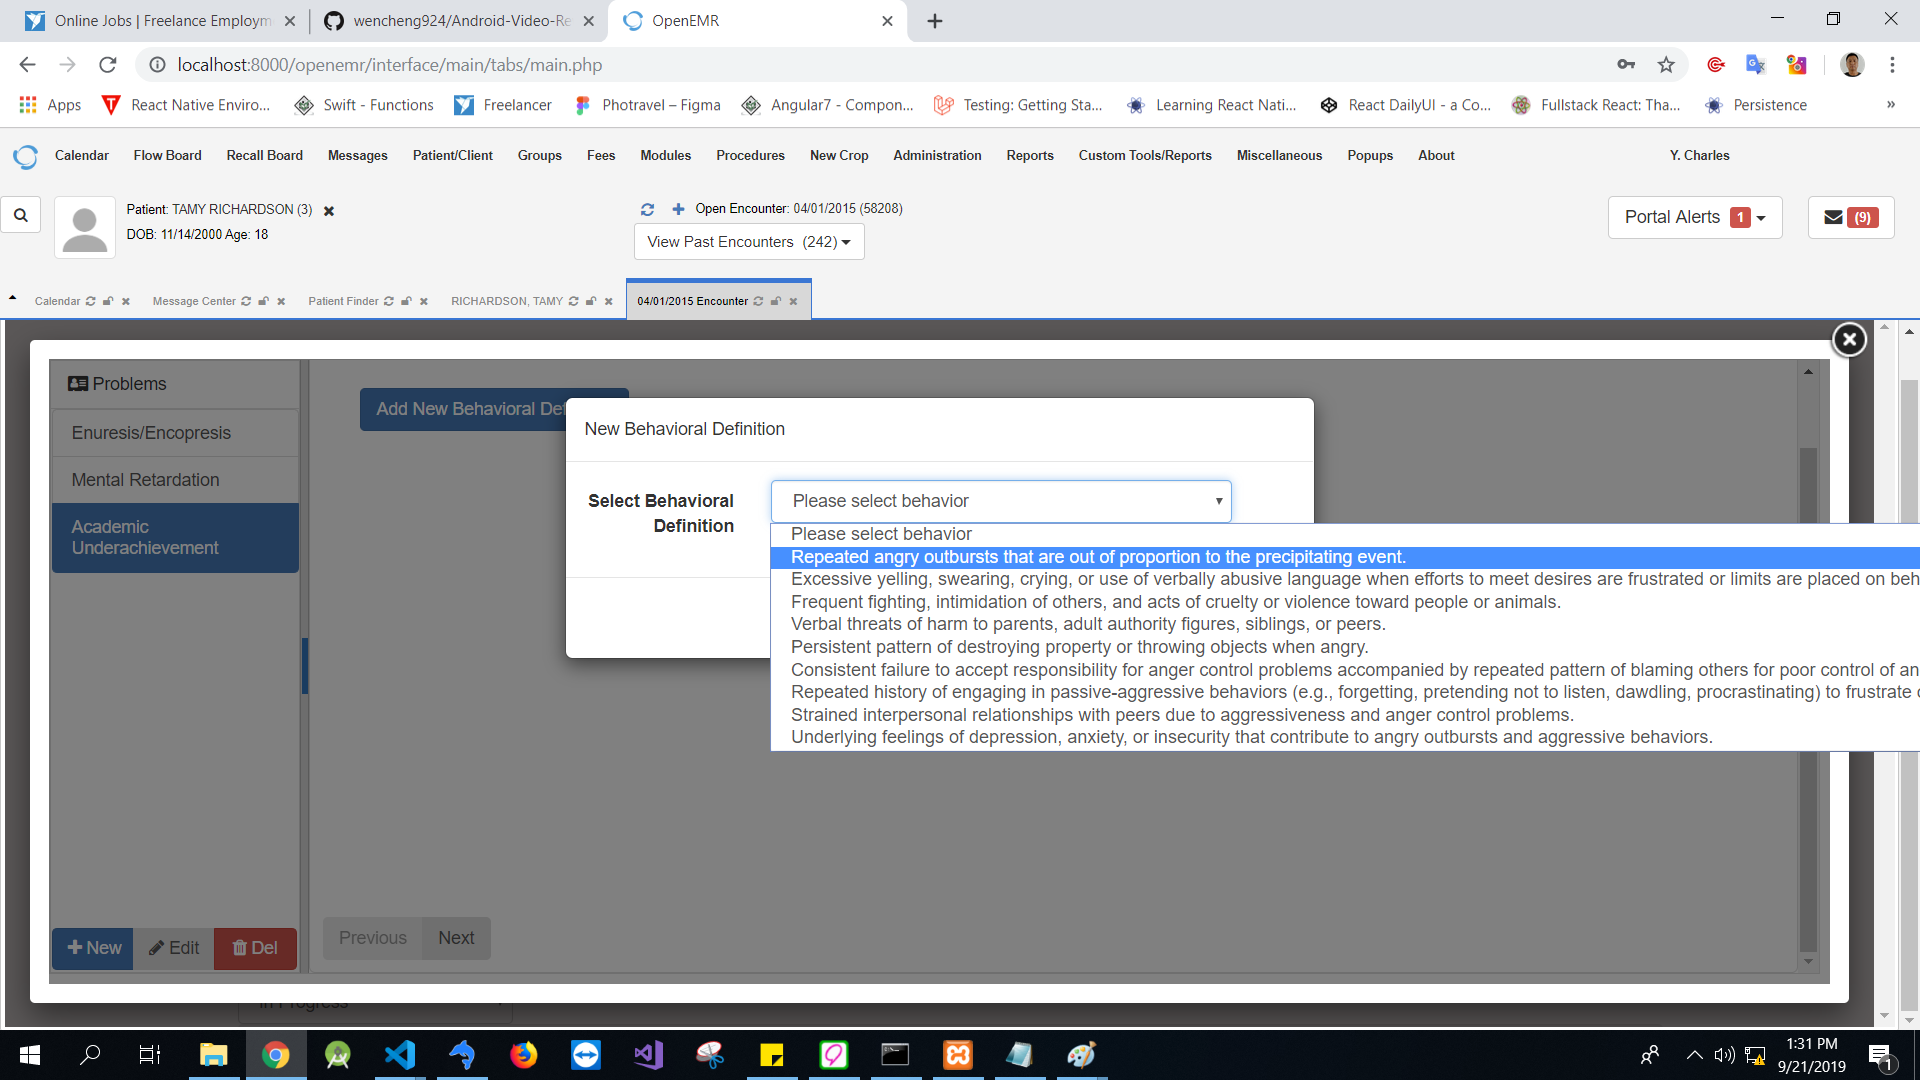 Online Jobs | Freelance Employm
wencheng924/Android-Video-Re
OpenEMR
localhost:8000/openemr/interface/main/tabs/main.php
Apps
React Native Enviro...
Swift - Functions
Freelancer
Photravel – Figma
Angular7 - Compon...
Testing: Getting Sta...
Learning React Nati...
React DailyUI - a Co...
Fullstack React: Tha...
Persistence
»
Calendar Flow Board Recall Board Messages Patient/Client Groups Fees Modules Procedures New Crop Administration Reports Custom Tools/Reports Miscellaneous Popups About Y. Charles
Patient: TAMY RICHARDSON (3)
DOB: 11/14/2000 Age: 18
Open Encounter: 04/01/2015 (58208)
View Past Encounters (242)
Portal Alerts 1
(9)
Calendar
Message Center
Patient Finder
RICHARDSON, TAMY
04/01/2015 Encounter
Problems
Enuresis/Encopresis
Mental Retardation
Academic
Underachievement
Add New Behavioral Def
New Behavioral Definition
Select Behavioral
Definition
Please select behavior
Please select behavior
Repeated angry outbursts that are out of proportion to the precipitating event.
Excessive yelling, swearing, crying, or use of verbally abusive language when efforts to meet desires are frustrated or limits are placed on beh
Frequent fighting, intimidation of others, and acts of cruelty or violence toward people or animals.
Verbal threats of harm to parents, adult authority figures, siblings, or peers.
Persistent pattern of destroying property or throwing objects when angry.
Consistent failure to accept responsibility for anger control problems accompanied by repeated pattern of blaming others for poor control of an
Repeated history of engaging in passive-aggressive behaviors (e.g., forgetting, pretending not to listen, dawdling, procrastinating) to frustrate
Strained interpersonal relationships with peers due to aggressiveness and anger control problems.
Underlying feelings of depression, anxiety, or insecurity that contribute to angry outbursts and aggressive behaviors.
New Edit Del
Previous Next
In Progress
1:31 PM
9/21/2019
1